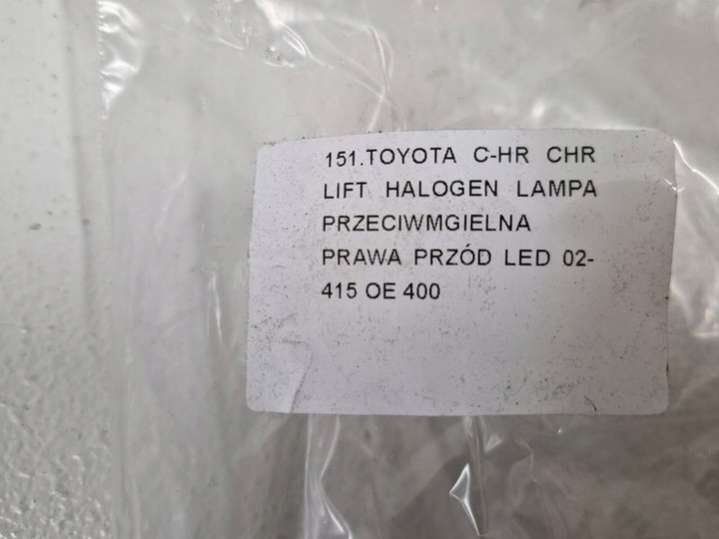 151.TOYOTA C-HR CHR
LIFT HALOGEN LAMPA
PRZECIWMGIELNA
PRAWA PRZÓD LED 02-
415 OE 400